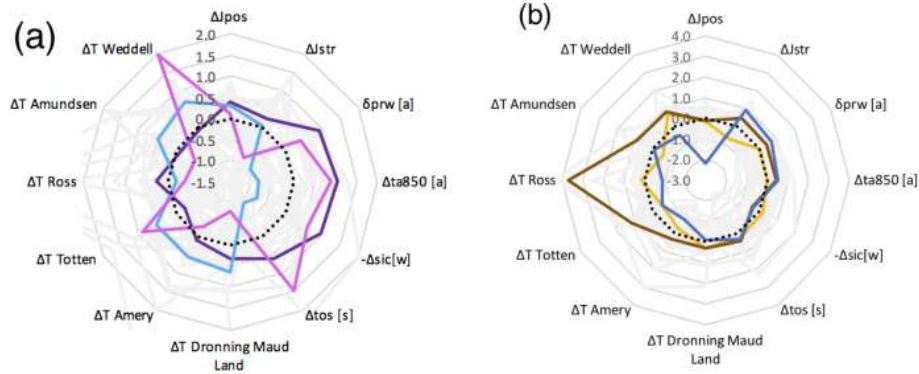 (a)
ΔJpos
2.0
1.5
1.0
0.5
0.0
-0.5
-1.0
-1.5
ΔJstr
δprw [a]
Δta850 [a]
-Δsic[w]
Δtos [s]
ΔT Dronning Maud
Land
ΔT Amery
ΔT Totten
ΔT Ross
ΔT Amundsen
ΔT Weddell
(b)
ΔJpos
4.0
3.0
2.0
1.0
0.0
-1.0
-2.0
-3.0
ΔJstr
δprw [a]
Δta850 [a]
-Δsic[w]
Δtos [s]
ΔT Dronning Maud
Land
ΔT Amery
ΔT Totten
ΔT Ross
ΔT Amundsen
ΔT Weddell